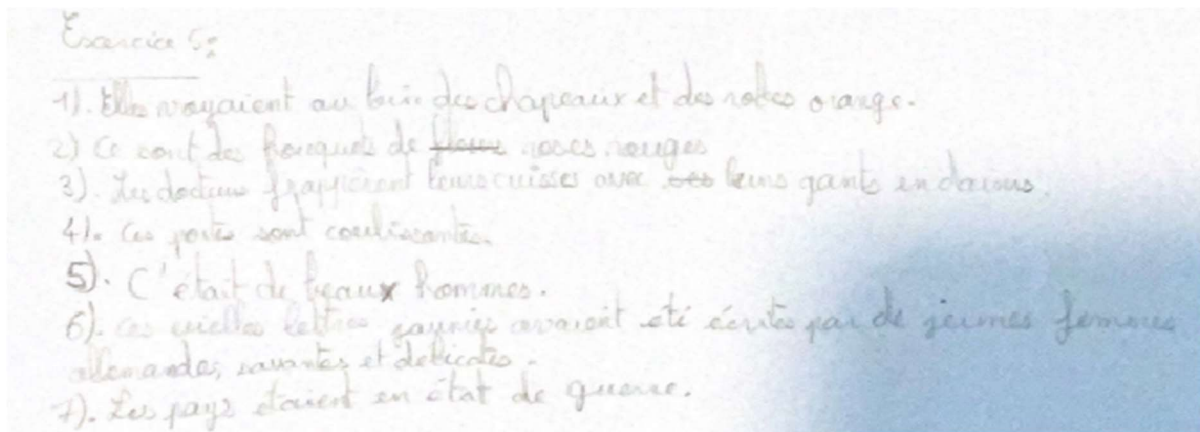 Exercice 5:
1). Elles voyaient au loin des chapeaux et des robes orange.
2) Ce sont des bouquets de fleurs roses rouges
3). Les docteurs frappèrent leurs cuisses avec ses leurs gants en daims.
4). Ces portes sont coulissantes.
5). C'était de beaux hommes.
6). Ces vieilles lettres jaunies avaient été écrites par de jeunes femmes
allemandes, savantes et délicates.
7). Les pays étaient en état de guerre.